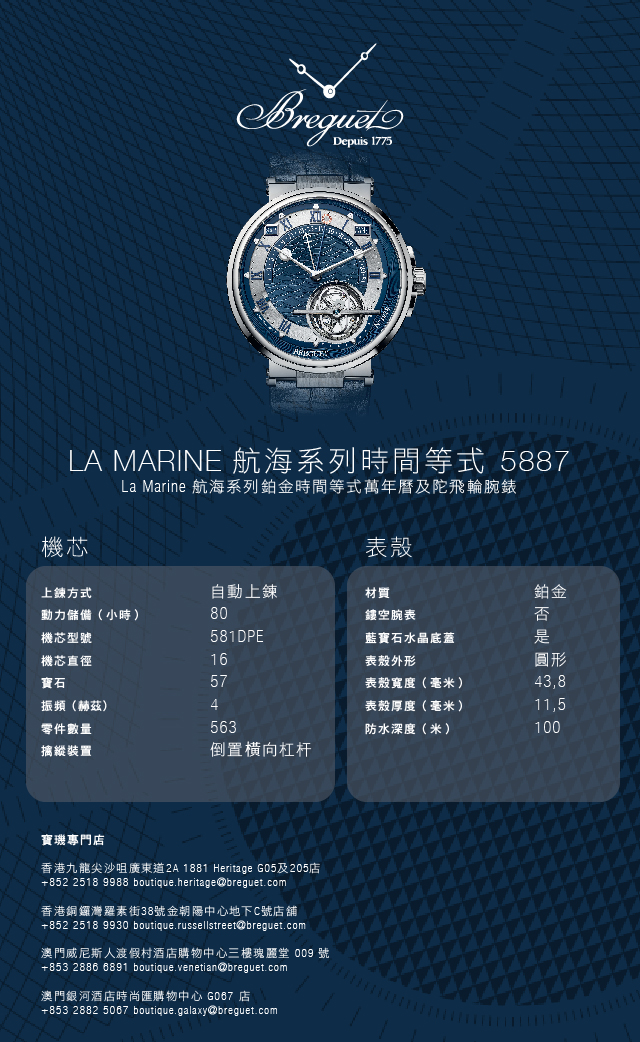 Breguet
Depuis 1775
BREGUET
LA MARINE 航海系列時間等式 5887
La Marine 航海系列鉑金時間等式萬年曆及陀飛輪腕錶
機芯
上鍊方式 自動上鍊
動力儲備（小時） 80
機芯型號 581DPE
機芯直徑 16
寶石 57
振頻（赫茲） 4
零件數量 563
擒縱裝置 倒置橫向杠杆
表殼
材質 鉑金
鏤空腕表 否
藍寶石水晶底蓋 是
表殼外形 圓形
表殼寬度（毫米） 43,8
表殼厚度（毫米） 11,5
防水深度（米） 100
寶璣專門店
香港九龍尖沙咀廣東道2A 1881 Heritage G05及205店
+852 2518 9988 boutique.heritage@breguet.com
香港銅鑼灣羅素街38號金朝陽中心地下C號店舖
+852 2518 9930 boutique.russellstreet@breguet.com
澳門威尼斯人渡假村酒店購物中心三樓瑰麗堂 009 號
+853 2886 6891 boutique.venetian@breguet.com
澳門銀河酒店時尚匯購物中心 G067 店
+853 2882 5067 boutique.galaxy@breguet.com